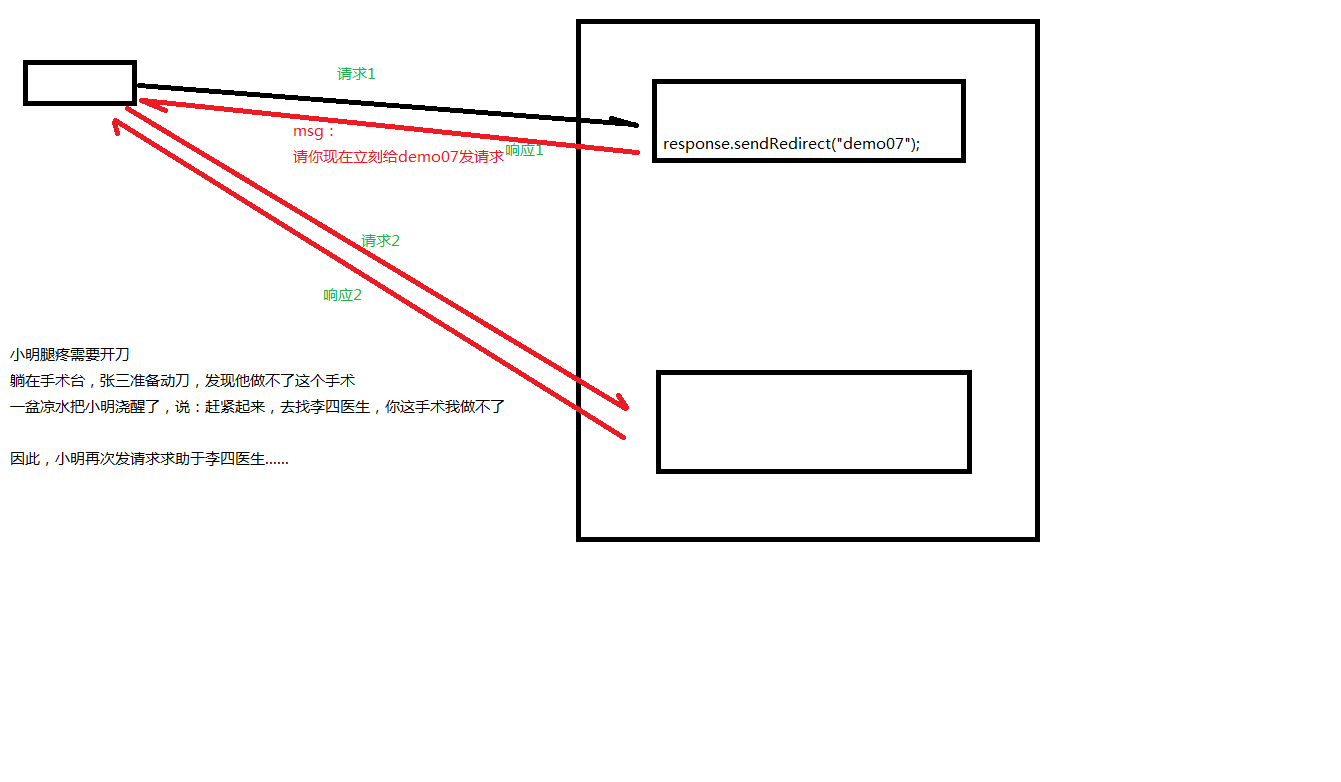 请求1
msg：
请你现在立刻给demo07发请求
响应1
response.sendRedirect("demo07");
请求2
响应2
小明腿疼需要开刀
躺在手术台，张三准备动刀，发现他做不了这个手术
一盆凉水把小明浇醒了，说：赶紧起来，去找李四医生，你这手术我做不了
因此，小明再次发请求求助于李四医生......